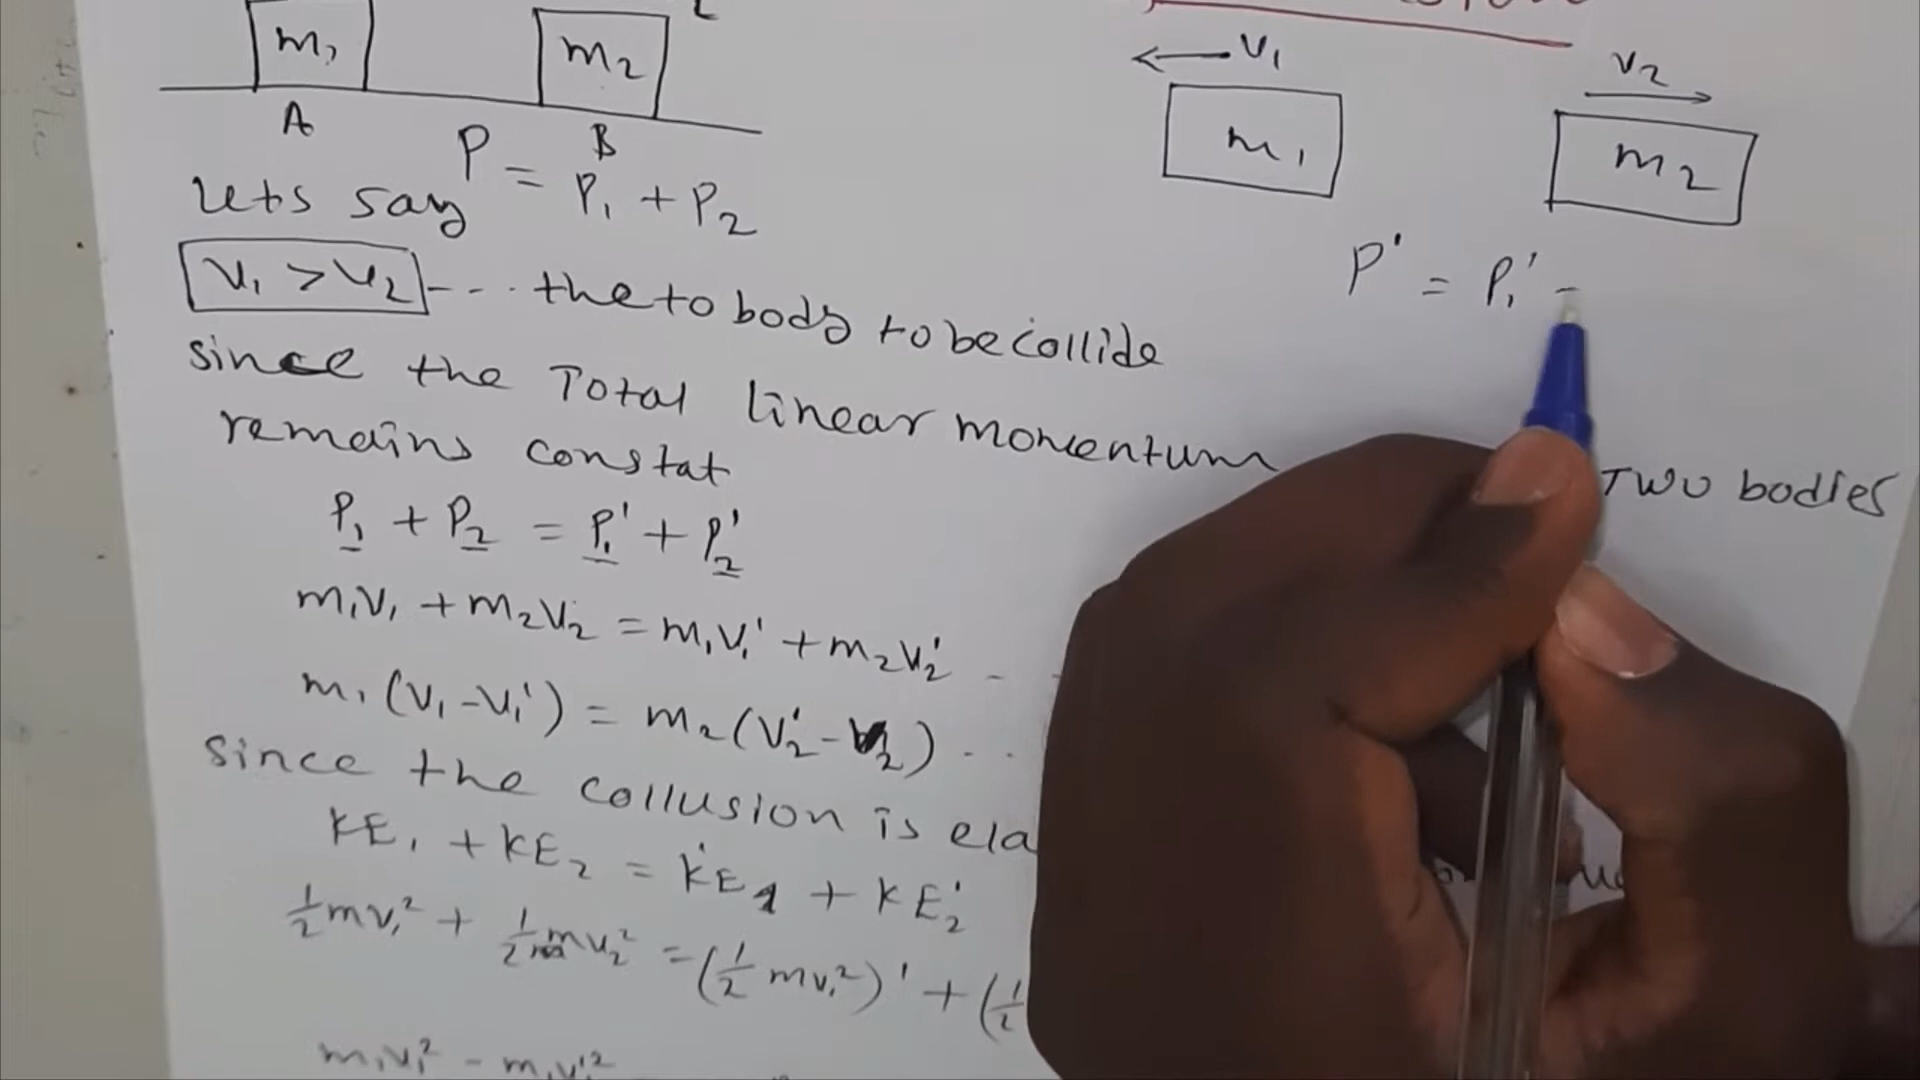 m₁ m₂
A B
P = P₁ + P₂
lets say
V₁ > V₂ --- the to body to be collide
since the Total linear momentum TWO bodies
remains constat
P₁ + P₂ = P₁' + P₂'
m₁V₁ + m₂V₂ = m₁V₁' + m₂V₂' -
m₁(V₁-V₁') = m₂(V₂'-V₂) ...
since the collusion is ela
KE₁ + KE₂ = KE₁' + KE₂'
½mv₁² + ½mv₂² = (½mv₁²)' + (½
m₁v₁² - m₁v₁'²
V₁ V₂
m₁ m₂
P' = P₁' -